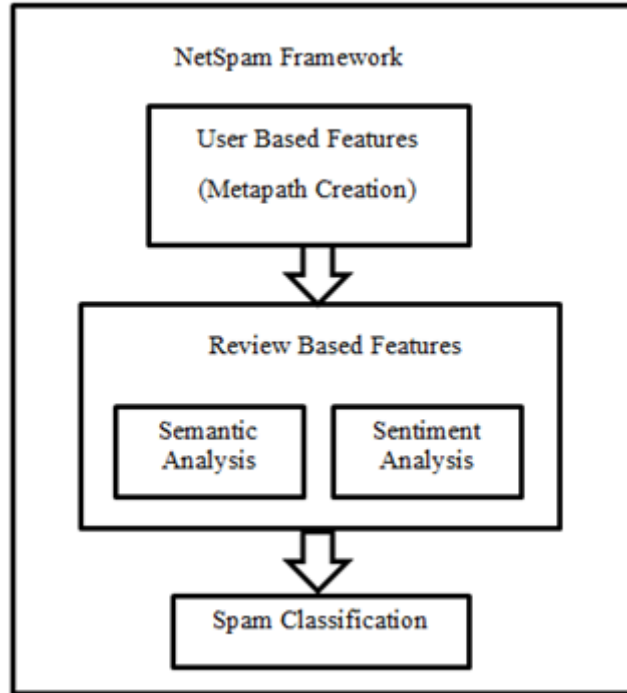 NetSpam Framework
User Based Features
(Metapath Creation)
Review Based Features
Semantic
Analysis
Sentiment
Analysis
Spam Classification